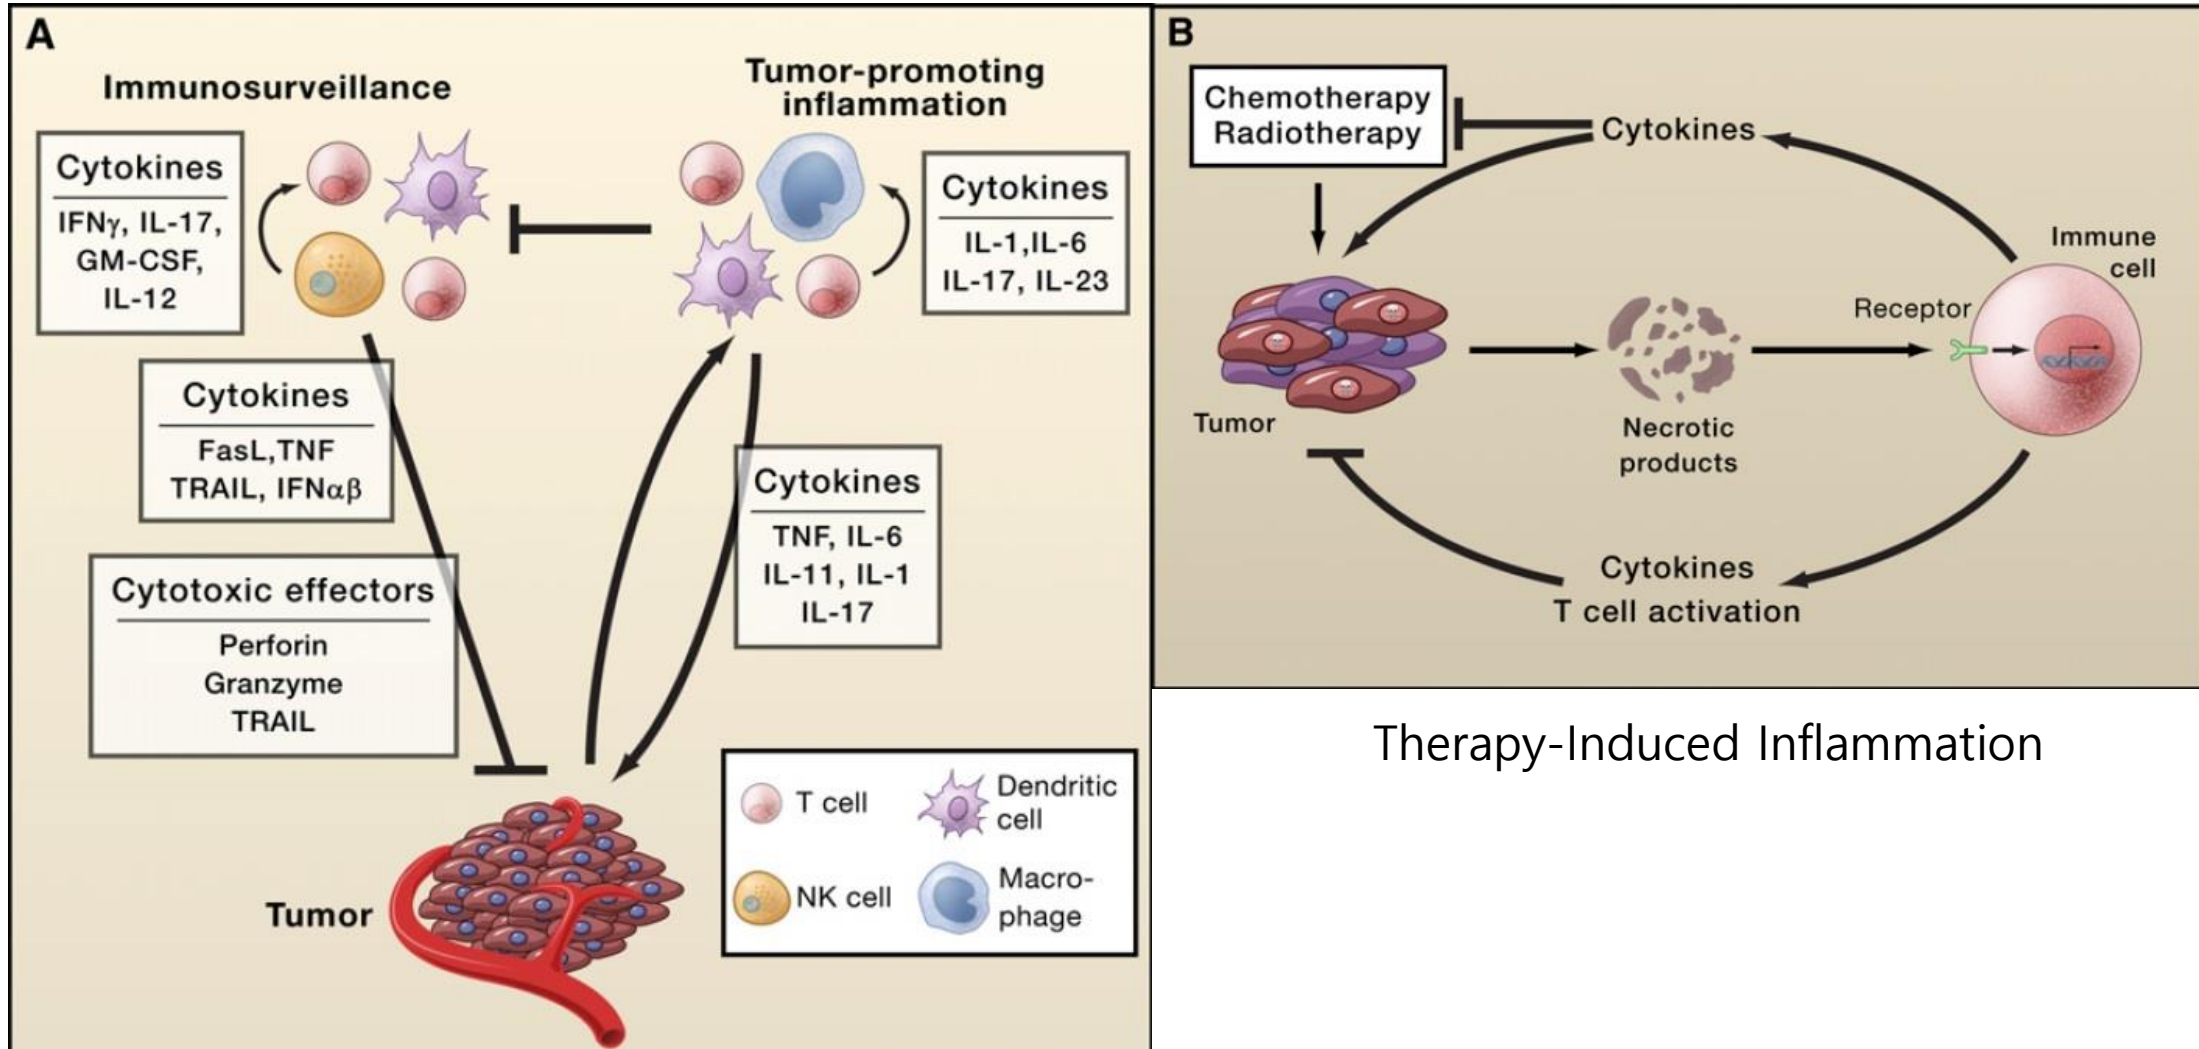 A
Immunosurveillance
Cytokines
IFNγ, IL-17,
GM-CSF,
IL-12
Tumor-promoting
inflammation
Cytokines
IL-1,IL-6
IL-17, IL-23
Cytokines
FasL,TNF
TRAIL, IFNαβ
Cytotoxic effectors
Perforin
Granzyme
TRAIL
Cytokines
TNF, IL-6
IL-11, IL-1
IL-17
Tumor
T cell
Dendritic
cell
NK cell
Macro-
phage
B
Chemotherapy
Radiotherapy
Cytokines
Immune
cell
Receptor
Tumor
Necrotic
products
Cytokines
T cell activation
Therapy-Induced Inflammation